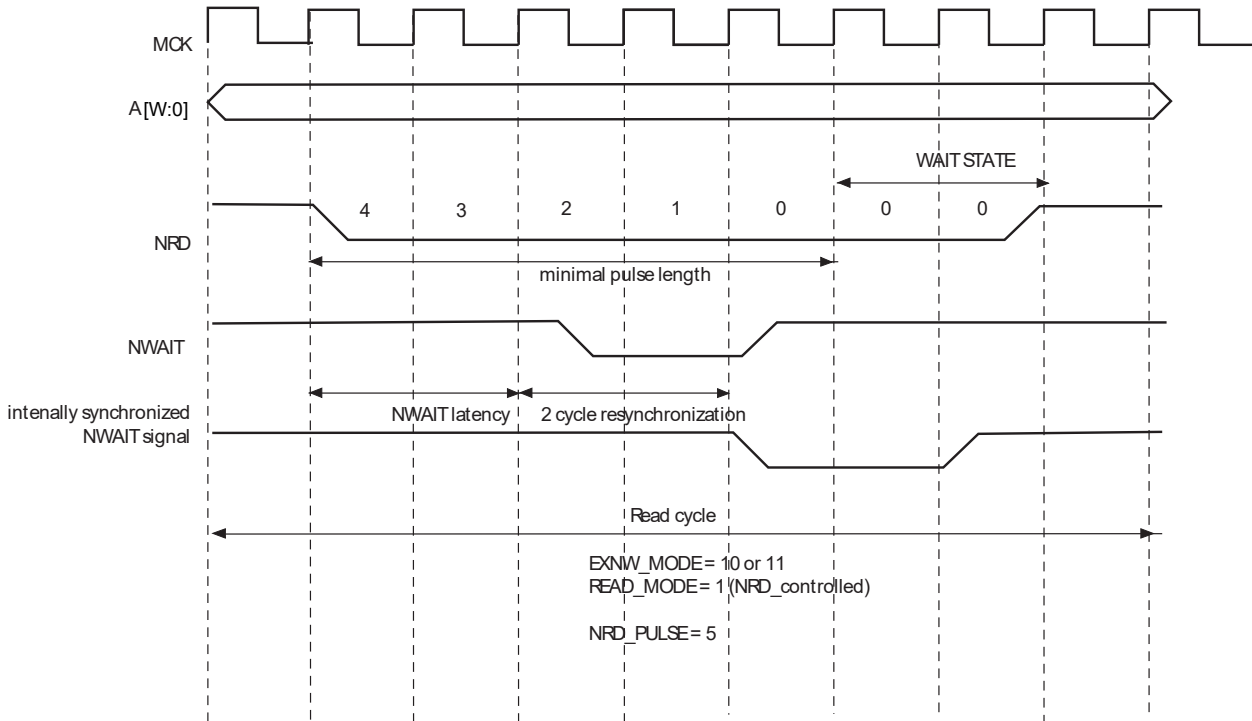 MCK
A[W:0]
WAIT STATE
4 3 2 1 0 0 0
NRD
minimal pulse length
NWAIT
intenally synchronized
NWAIT signal
NWAIT latency
2 cycle resynchronization
Read cycle
EXNW_MODE = 10 or 11
READ_MODE = 1 (NRD_controlled)
NRD_PULSE = 5